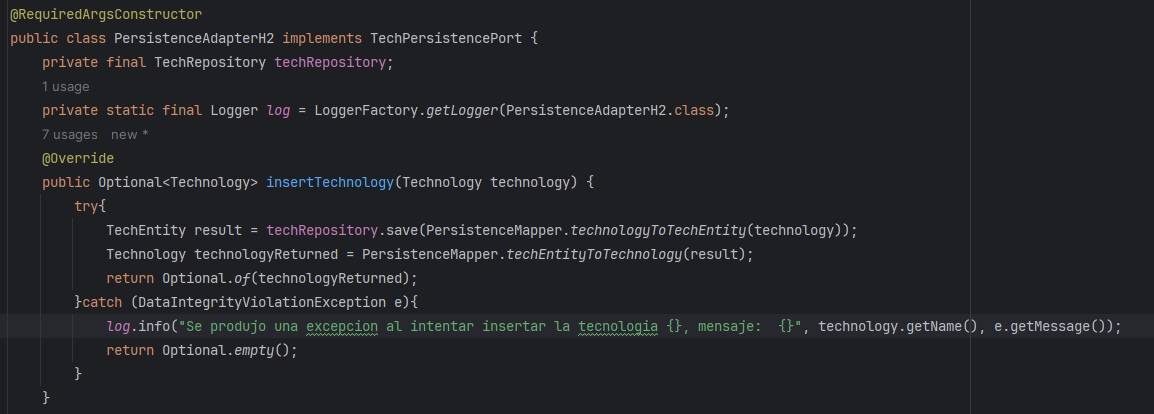 @RequiredArgsConstructor
public class PersistenceAdapterH2 implements TechPersistencePort {
    private final TechRepository techRepository;
    1 usage
    private static final Logger log = LoggerFactory.getLogger(PersistenceAdapterH2.class);
    7 usages   new *
    @Override
    public Optional<Technology> insertTechnology(Technology technology) {
        try{
            TechEntity result = techRepository.save(PersistenceMapper.technologyToTechEntity(technology));
            Technology technologyReturned = PersistenceMapper.techEntityToTechnology(result);
            return Optional.of(technologyReturned);
        }catch (DataIntegrityViolationException e){
            log.info("Se produjo una excepcion al intentar insertar la tecnologia {}, mensaje:  {}", technology.getName(), e.getMessage());
            return Optional.empty();
        }
    }